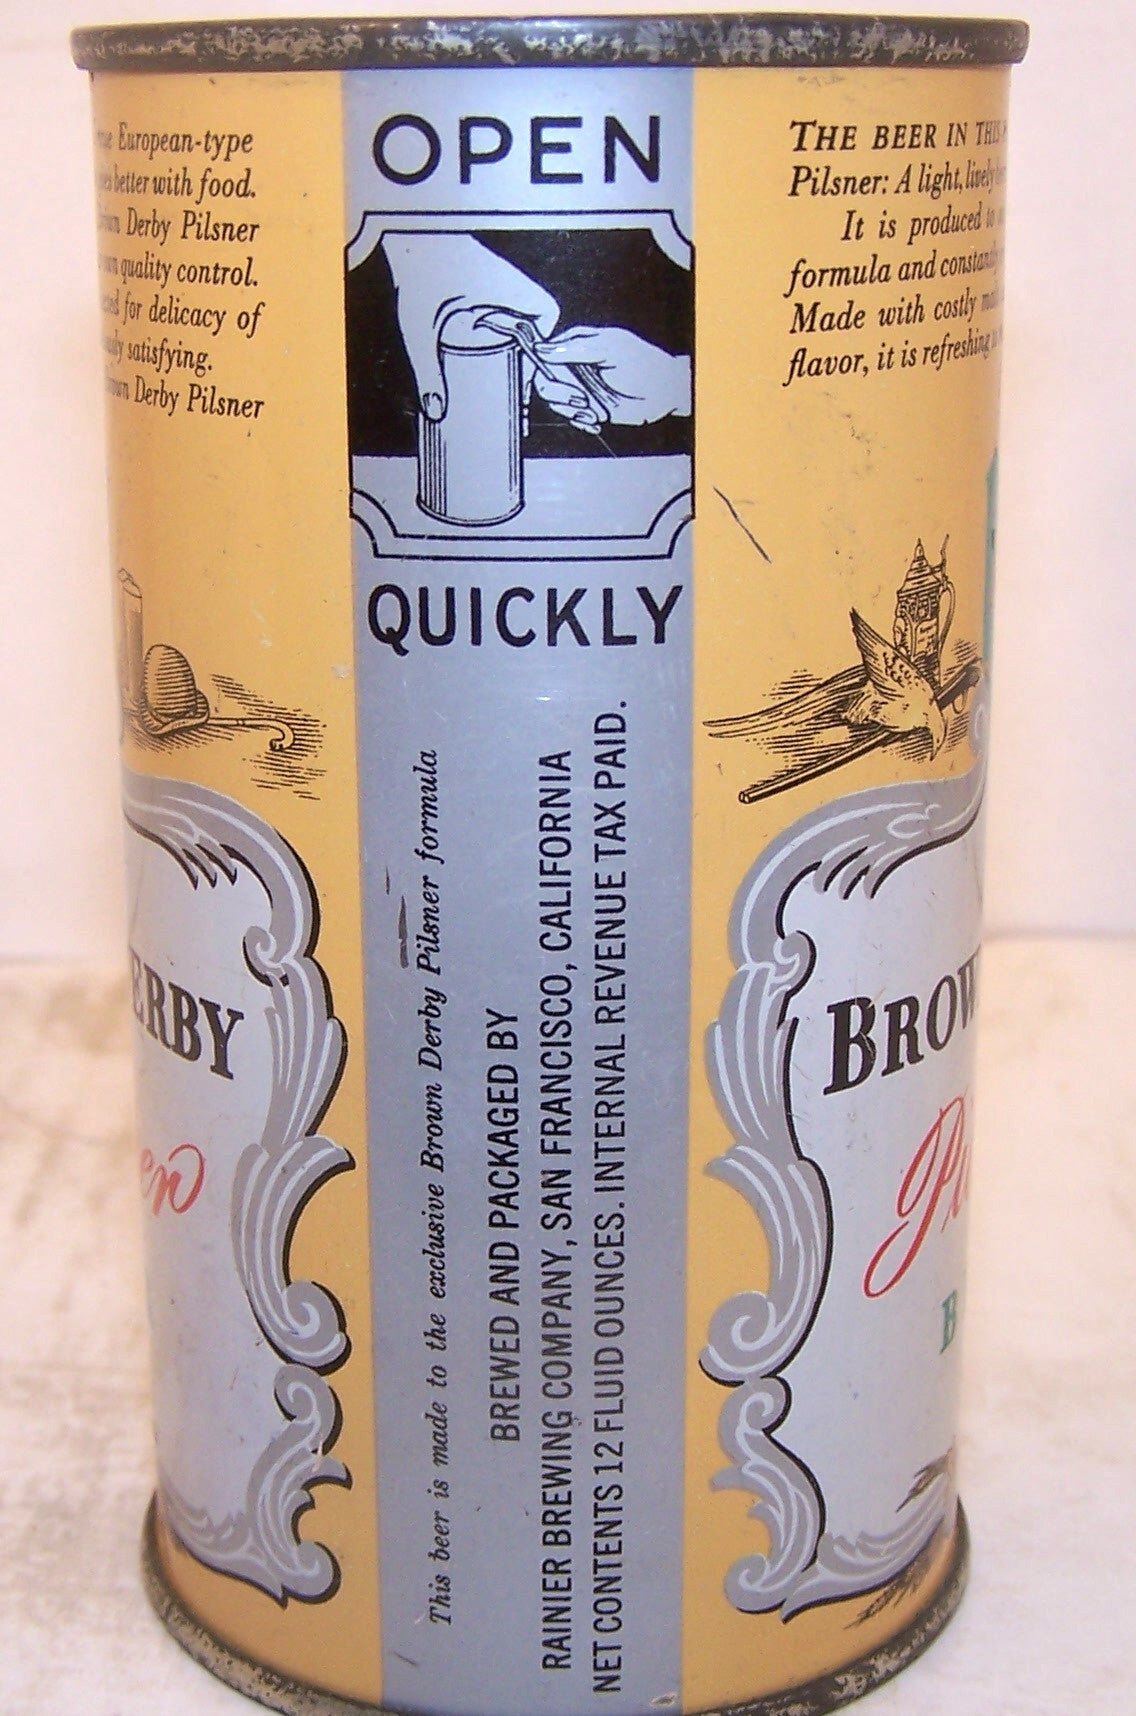 European-type
better with food.
Derby Pilsner
quality control.
for delicacy of
satisfying.
Derby Pilsner
OPEN
QUICKLY
THE BEER IN THIS
Pilsner: A light, lively
It is produced to
formula and constantly
Made with costly
flavor, it is refreshing
This beer is made to the exclusive Brown Derby Pilsner formula
BREWED AND PACKAGED BY
RAINIER BREWING COMPANY, SAN FRANCISCO, CALIFORNIA
NET CONTENTS 12 FLUID OUNCES. INTERNAL REVENUE TAX PAID.
ERBY
en
BROW
Pi
B